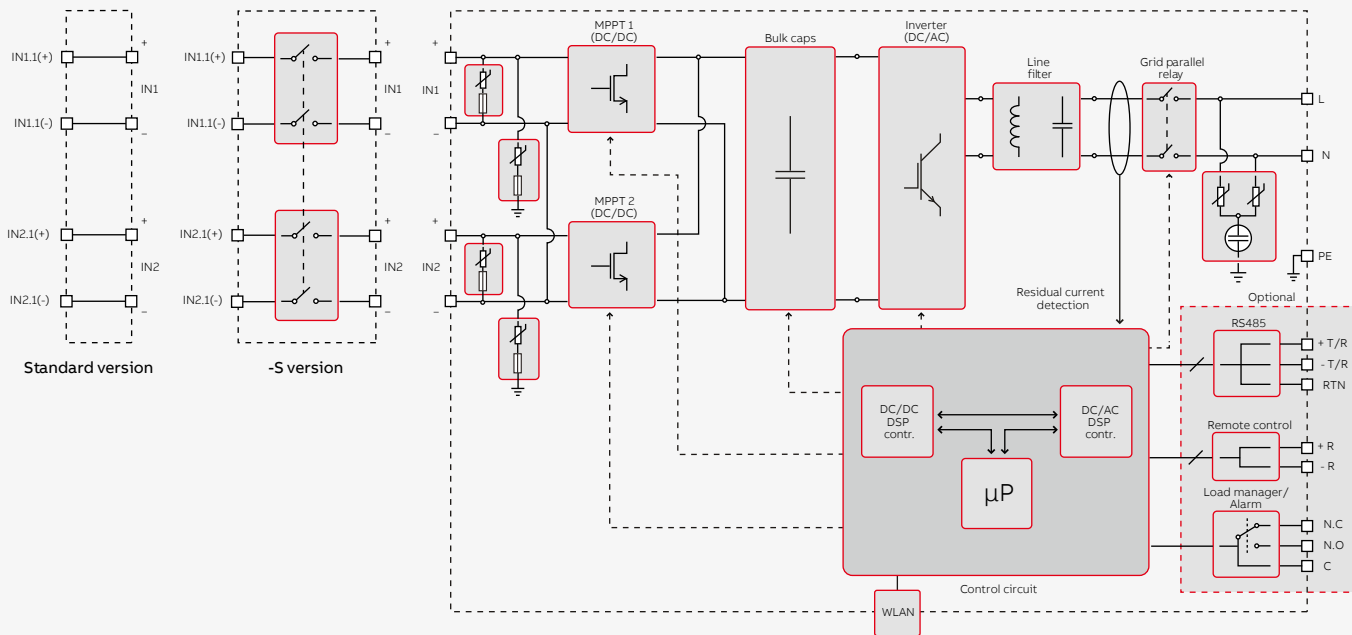 IN1.1(+)
+
IN1
IN1.1(-)
−
IN2.1(+)
+
IN2
IN2.1(-)
−
Standard version
IN1.1(+)
+
IN1
IN1.1(-)
−
IN2.1(+)
+
IN2
IN2.1(-)
−
-S version
+
IN1
−
+
IN2
−
MPPT 1
(DC/DC)
MPPT 2
(DC/DC)
Bulk caps
Inverter
(DC/AC)
Line
filter
Grid parallel
relay
L
N
PE
Residual current
detection
Optional
RS485
+ T/R
- T/R
RTN
Remote control
+ R
- R
Load manager/
Alarm
N.C
N.O
C
DC/DC
DSP
contr.
DC/AC
DSP
contr.
µP
Control circuit
WLAN